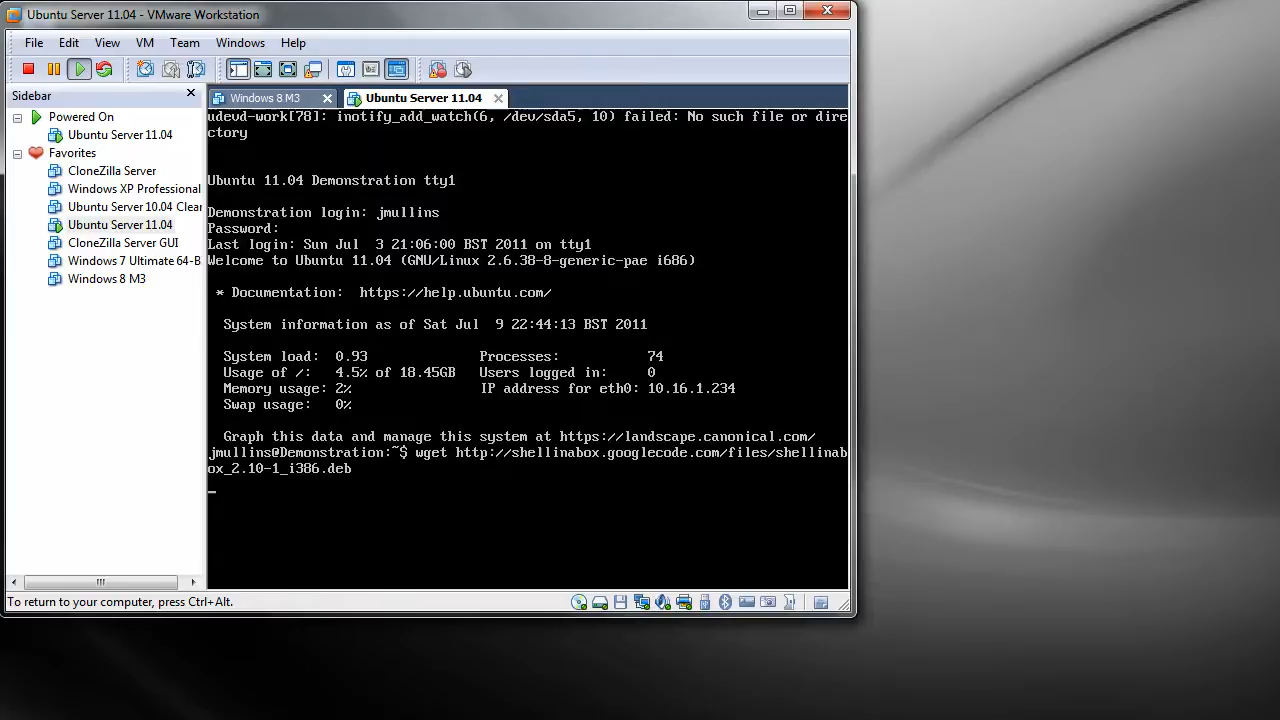 Ubuntu Server 11.04 - VMware Workstation
File Edit View VM Team Windows Help
Sidebar
Windows 8 M3
Ubuntu Server 11.04
Powered On
Ubuntu Server 11.04
Favorites
CloneZilla Server
Windows XP Professional
Ubuntu 10.04 Clear
Ubuntu Server 11.04
CloneZilla Server GUI
Windows 7 Ultimate 64-B
Windows 8 M3
udevd-work[78]: inotify_add_watch(6, /dev/sda5, 10) failed: No such file or dire
ctory
Ubuntu 11.04 Demonstration tty1
Demonstration login: jmullins
Password:
Last login: Sun Jul  3 21:06:00 BST 2011 on tty1
Welcome to Ubuntu 11.04 (GNU/Linux 2.6.38-8-generic-pae i686)
* Documentation:  https://help.ubuntu.com/
System information as of Sat Jul  9 22:44:13 BST 2011
System load: 0.93 Processes: 74
Usage of /: 4.5% of 18.45GB Users logged in: 0
Memory usage: 2% IP address for eth0: 10.16.1.234
Swap usage: 0%
Graph this data and manage this system at https://landscape.canonical.com/
jmullins@Demonstration:~$ wget http://shellinabox.googlecode.com/files/shellinab
ox_2.10-1_i386.deb
To return to your computer, press Ctrl+Alt.